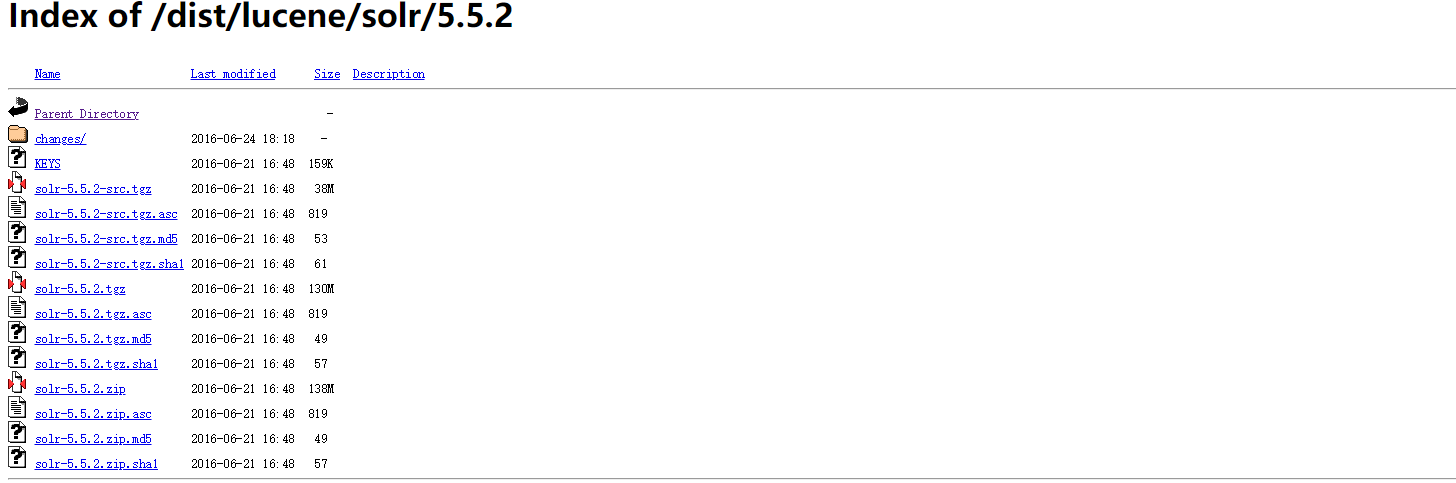 Index of /dist/lucene/solr/5.5.2
Name Last modified Size Description
Parent Directory -
changes/ 2016-06-24 18:18 -
KEYS 2016-06-21 16:48 159K
solr-5.5.2-src.tgz 2016-06-21 16:48 38M
solr-5.5.2-src.tgz.asc 2016-06-21 16:48 819
solr-5.5.2-src.tgz.md5 2016-06-21 16:48 53
solr-5.5.2-src.tgz.sha1 2016-06-21 16:48 61
solr-5.5.2.tgz 2016-06-21 16:48 130M
solr-5.5.2.tgz.asc 2016-06-21 16:48 819
solr-5.5.2.tgz.md5 2016-06-21 16:48 49
solr-5.5.2.tgz.sha1 2016-06-21 16:48 57
solr-5.5.2.zip 2016-06-21 16:48 138M
solr-5.5.2.zip.asc 2016-06-21 16:48 819
solr-5.5.2.zip.md5 2016-06-21 16:48 49
solr-5.5.2.zip.sha1 2016-06-21 16:48 57